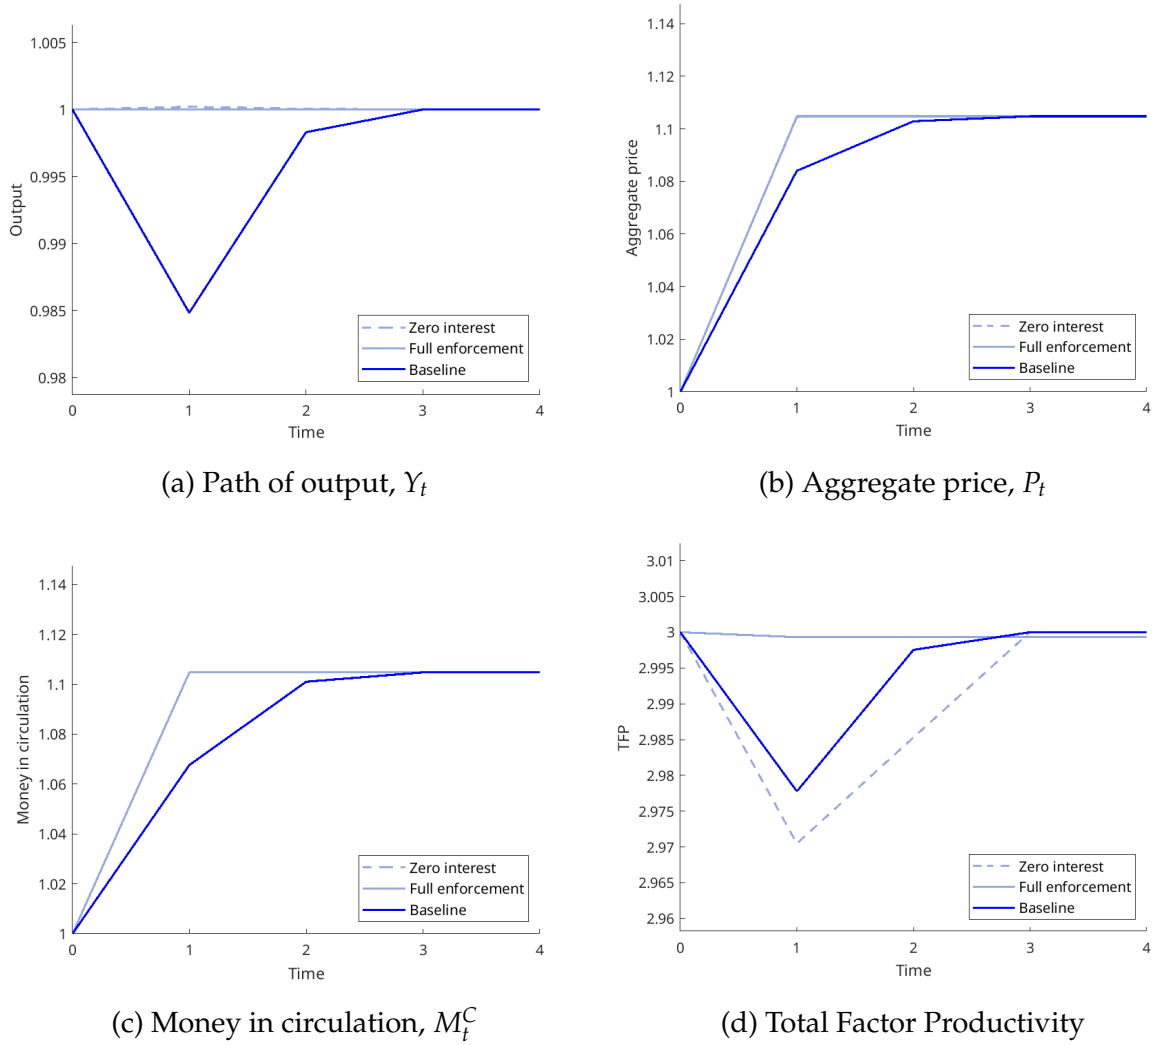 1.005
1
0.995
0.99
0.985
0.98
Output
0 1 2 3 4
Time
Zero interest
Full enforcement
Baseline
(a) Path of output, Y_t
1.14
1.12
1.1
1.08
1.06
1.04
1.02
1
Aggregate price
0 1 2 3 4
Time
Zero interest
Full enforcement
Baseline
(b) Aggregate price, P_t
1.14
1.12
1.1
1.08
1.06
1.04
1.02
1
Money in circulation
0 1 2 3 4
Time
Zero interest
Full enforcement
Baseline
(c) Money in circulation, M_t^C
3.01
3.005
3
2.995
2.99
2.985
2.98
2.975
2.97
2.965
2.96
TFP
0 1 2 3 4
Time
Zero interest
Full enforcement
Baseline
(d) Total Factor Productivity